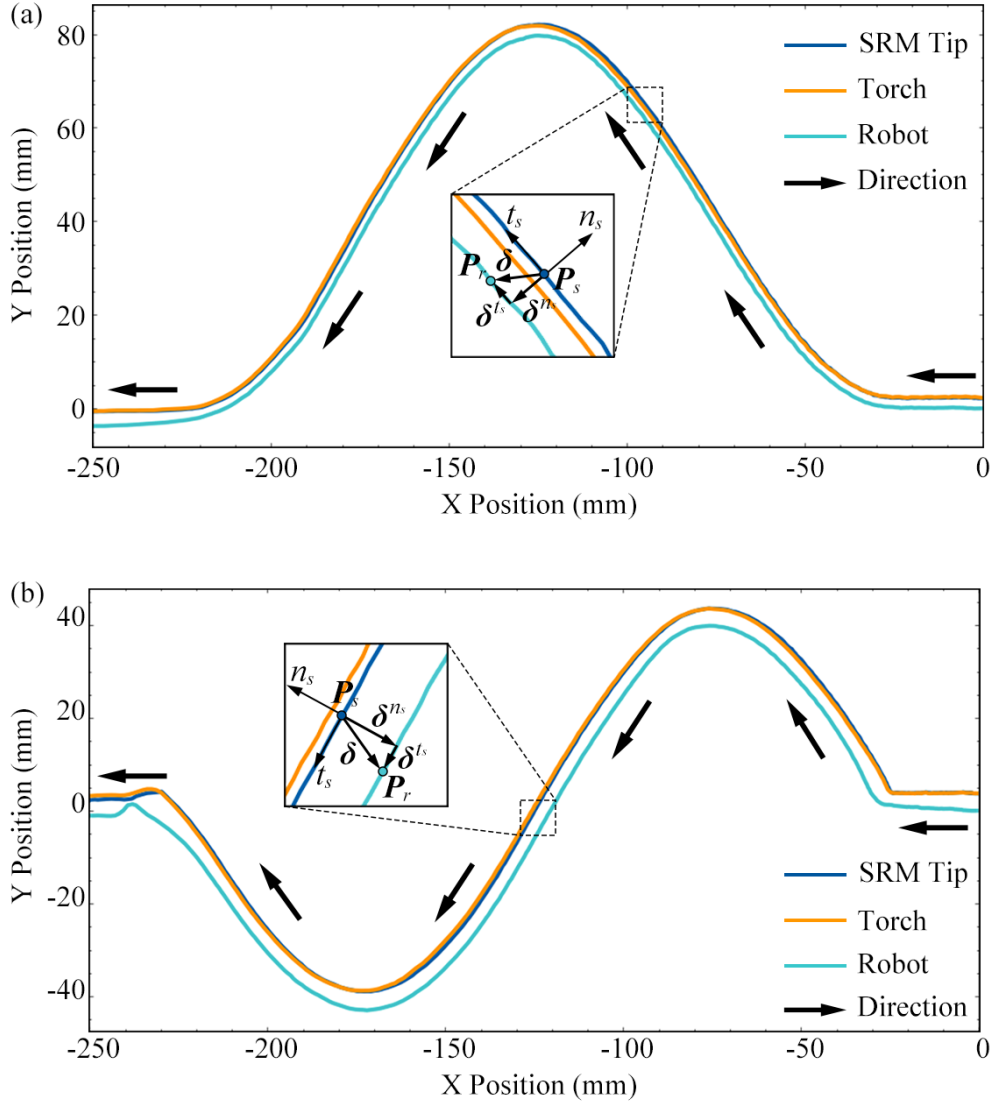 (a)
80
60
40
20
0
Y Position (mm)
-250
-200
-150
-100
-50
0
X Position (mm)
SRM Tip
Torch
Robot
Direction
t_s
n_s
P_r
δ
P_s
δ^{t_s}
δ^{n_s}
(b)
40
20
0
-20
-40
Y Position (mm)
-250
-200
-150
-100
-50
0
X Position (mm)
n_s
P_s
δ^{n_s}
δ
δ^{t_s}
t_s
P_r
SRM Tip
Torch
Robot
Direction